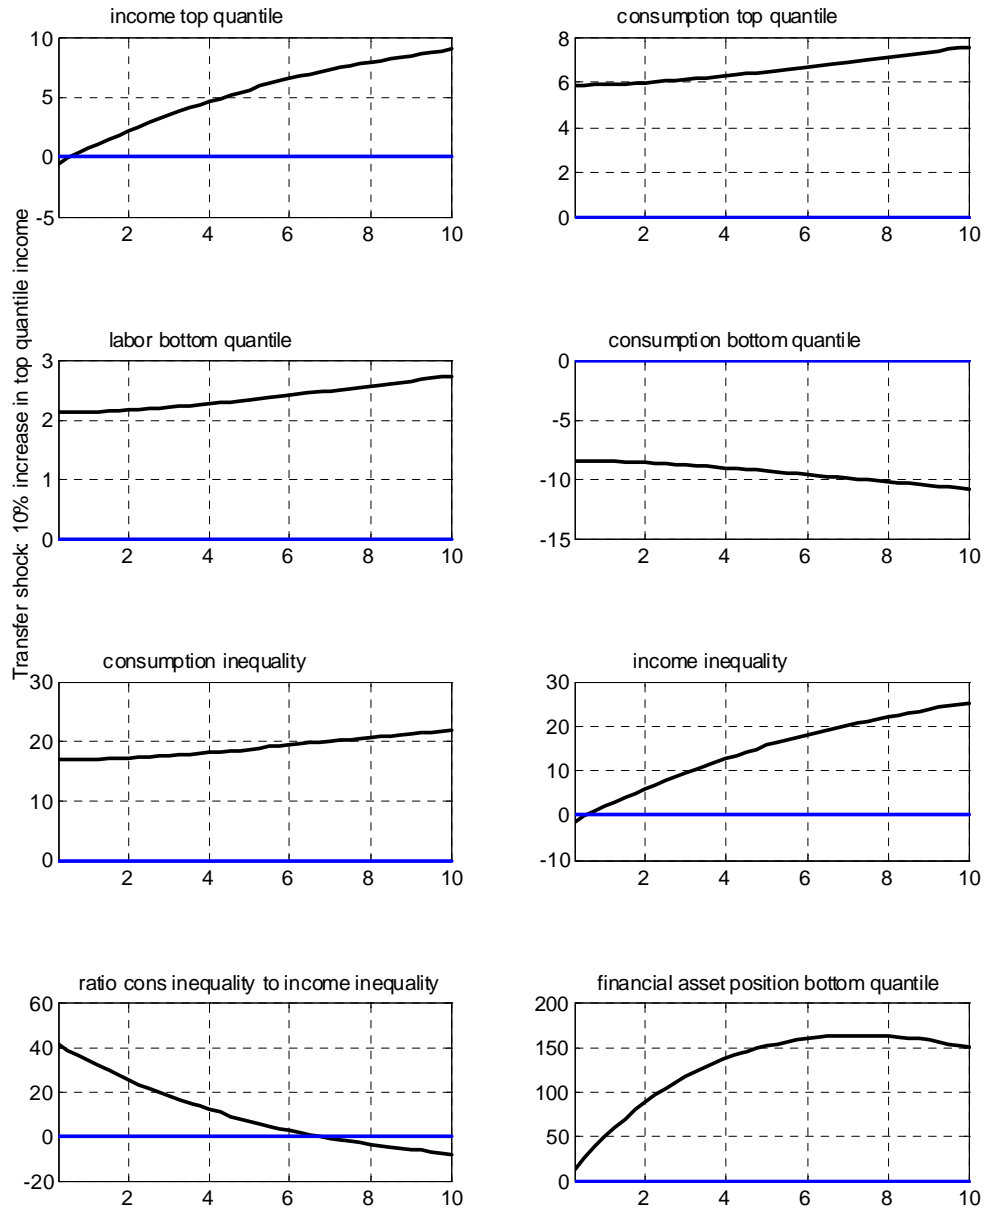 income top quantile
10
5
0
-5
2 4 6 8 10
consumption top quantile
8
6
4
2
0
2 4 6 8 10
Transfer shock: 10% increase in top quantile income
labor bottom quantile
3
2
1
0
2 4 6 8 10
consumption bottom quantile
0
-5
-10
-15
2 4 6 8 10
consumption inequality
30
20
10
0
2 4 6 8 10
income inequality
30
20
10
0
-10
2 4 6 8 10
ratio cons inequality to income inequality
60
40
20
0
-20
2 4 6 8 10
financial asset position bottom quantile
200
150
100
50
0
2 4 6 8 10